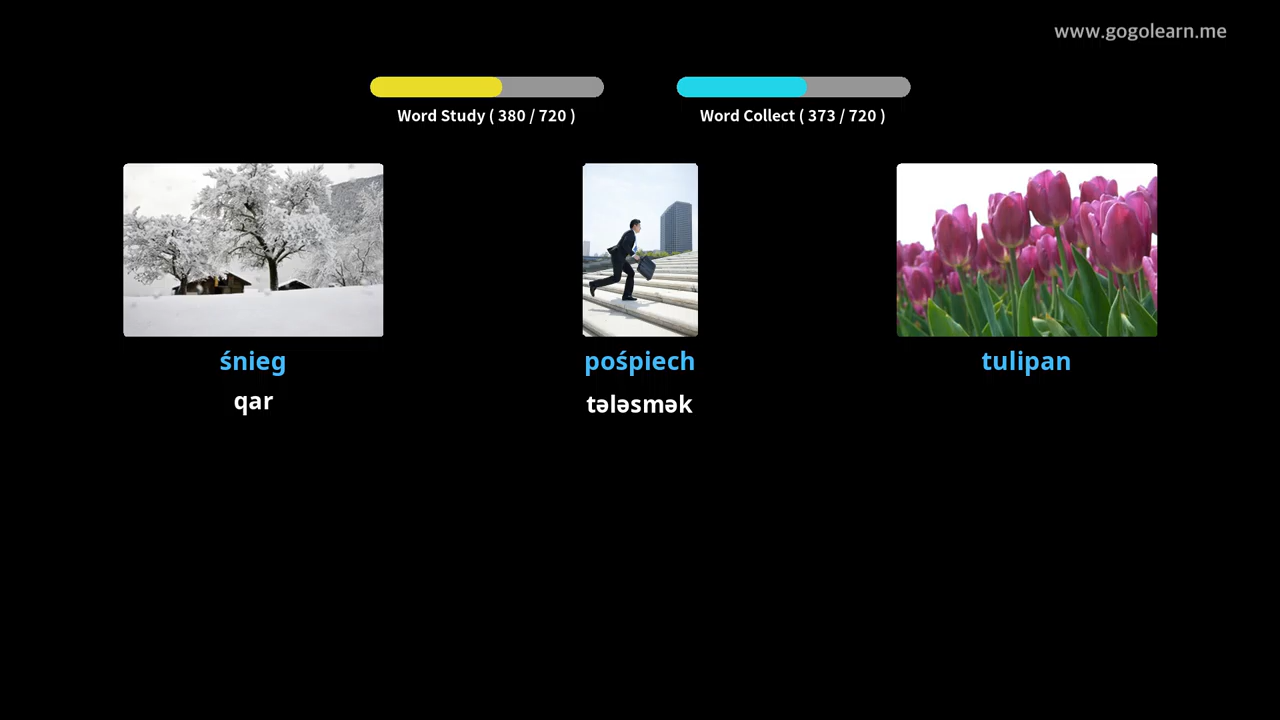 www.gogolearn.me
Word Study ( 380 / 720 )
Word Collect ( 373 / 720 )
śnieg
pośpiech
tulipan
qar
tələsmək